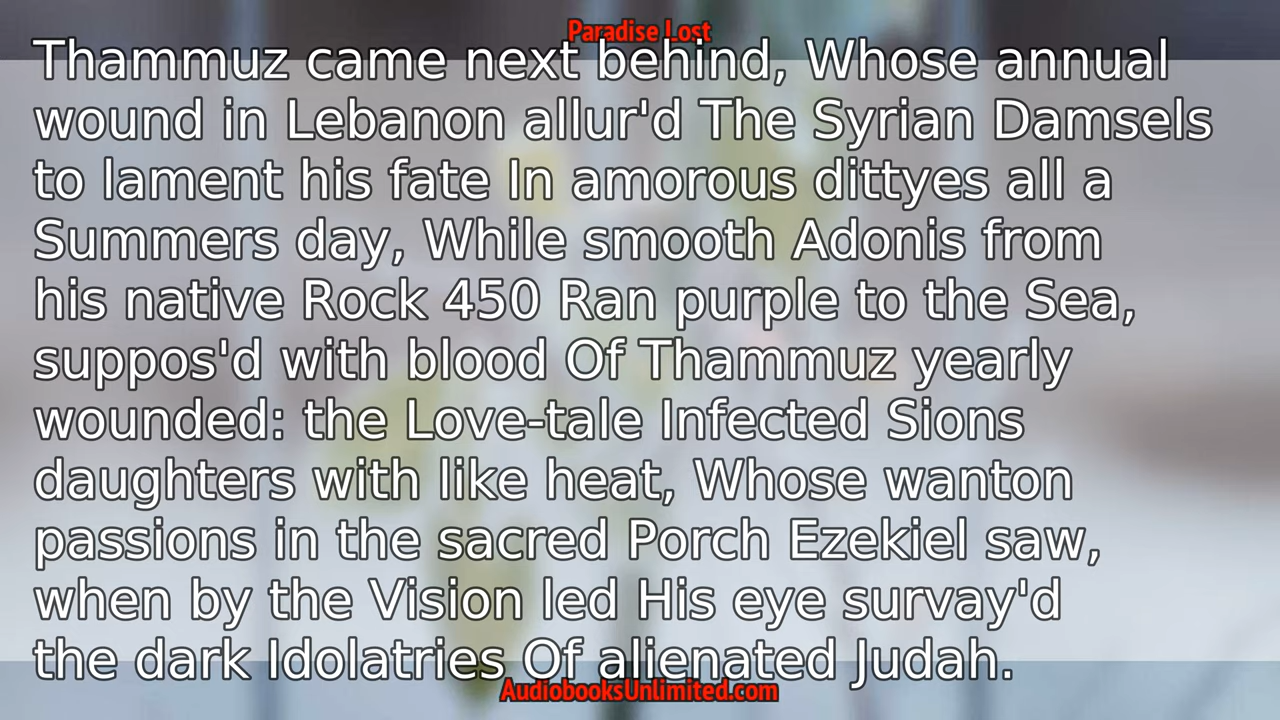 Paradise Lost
Thammuz came next behind, Whose annual
wound in Lebanon allur'd The Syrian Damsels
to lament his fate In amorous dittyes all a
Summers day, While smooth Adonis from
his native Rock 450 Ran purple to the Sea,
suppos'd with blood Of Thammuz yearly
wounded: the Love-tale Infected Sions
daughters with like heat, Whose wanton
passions in the sacred Porch Ezekiel saw,
when by the Vision led His eye survay'd
the dark Idolatries Of alienated Judah.
AudiobooksUnlimited.com